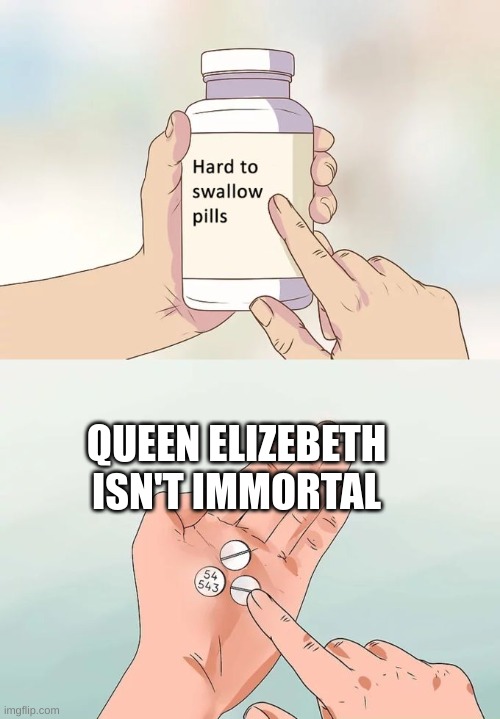 Hard to
swallow
pills
QUEEN ELIZEBETH
ISN'T IMMORTAL
54
543
imgflip.com